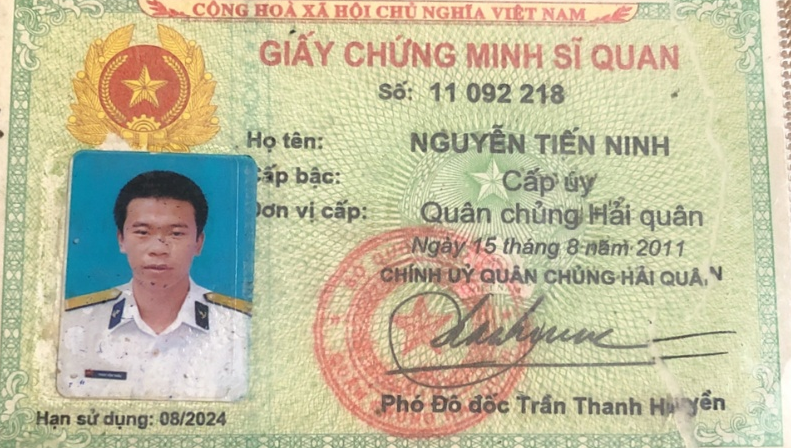 CỘNG HOÀ XÃ HỘI CHỦ NGHĨA VIỆT NAM
GIẤY CHỨNG MINH SĨ QUAN
Số: 11 092 218
Họ tên: NGUYỄN TIẾN NINH
Cấp bậc: Cấp úy
Đơn vị cấp: Quân chủng Hải quân
Ngày 15 tháng 8 năm 2011
CHÍNH UỶ QUÂN CHỦNG HẢI QUÂN
Phó Đô đốc Trần Thanh Huyền
Hạn sử dụng: 08/2024